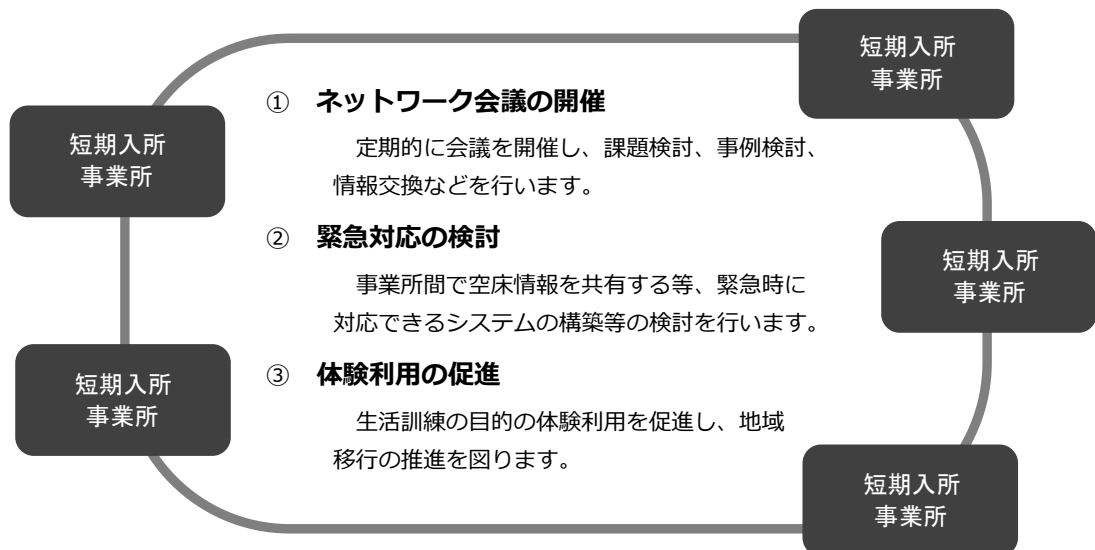 短期入所
事業所
短期入所
事業所
① ネットワーク会議の開催
定期的に会議を開催し、課題検討、事例検討、
情報交換などを行います。
② 緊急対応の検討
事業所間で空床情報を共有する等、緊急時に
対応できるシステムの構築等の検討を行います。
短期入所
事業所
③ 体験利用の促進
生活訓練の目的の体験利用を促進し、地域
移行の推進を図ります。
短期入所
事業所
短期入所
事業所